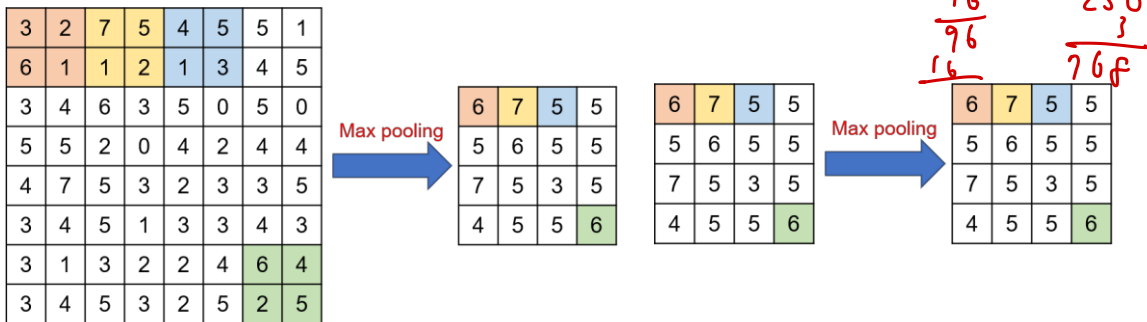 3 2 7 5 4 5 5 1
6 1 1 2 1 3 4 5
3 4 6 3 5 0 5 0
5 5 2 0 4 2 4 4
4 7 5 3 2 3 3 5
3 4 5 1 3 3 4 3
3 1 3 2 2 4 6 4
3 4 5 3 2 5 2 5
Max pooling
6 7 5 5
5 6 5 5
7 5 3 5
4 5 5 6
6 7 5 5
5 6 5 5
7 5 3 5
4 5 5 6
Max pooling
96
16
3
768
6 7 5 5
5 6 5 5
7 5 3 5
4 5 5 6